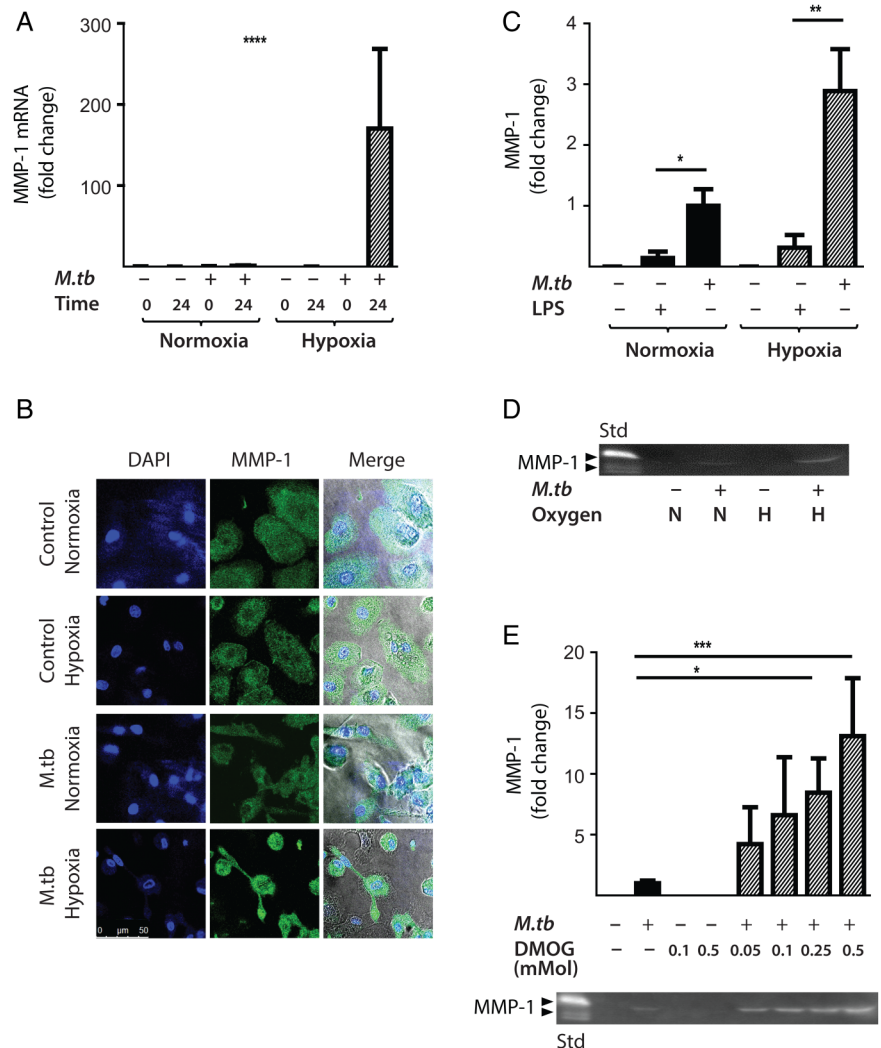 A
MMP-1 mRNA
(fold change)
300
200
100
****
M.tb – – + + – – + +
Time 0 24 0 24 0 24 0 24
Normoxia Hypoxia
B
DAPI MMP-1 Merge
Control
Normoxia
Control
Hypoxia
M.tb
Normoxia
M.tb
Hypoxia
0 µm 50
C
MMP-1
(fold change)
4
3
2
1
*
**
M.tb – – + – – +
LPS – + – – + –
Normoxia Hypoxia
D
Std
MMP-1
M.tb – + – +
Oxygen N N H H
E
MMP-1
(fold change)
20
15
10
5
***
*
M.tb – + – – + + + +
DMOG – – 0.1 0.5 0.05 0.1 0.25 0.5
(mMol)
MMP-1
Std